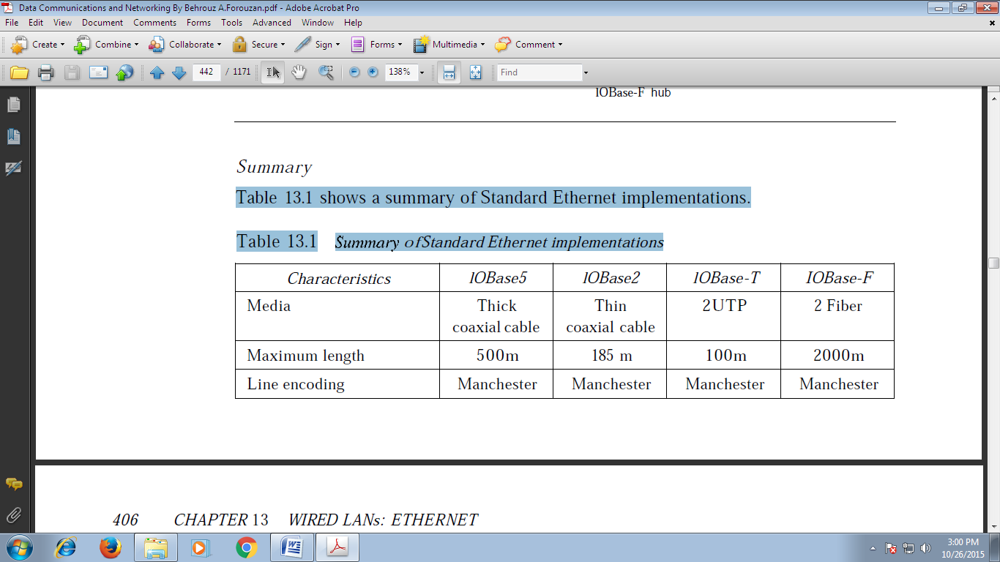 Data Communications and Networking By Behrouz A.Forouzan.pdf - Adobe Acrobat Pro
File Edit View Document Comments Forms Tools Advanced Window Help
Create Combine Collaborate Secure Sign Forms Multimedia Comment
442 / 1171 138% Find
lOBase-F hub
Summary
Table 13.1 shows a summary of Standard Ethernet implementations.
Table 13.1 Summary ofStandard Ethernet implementations
Characteristics lOBase5 lOBase2 lOBase-T IOBase-F
Media Thick Thin 2UTP 2 Fiber
coaxial cable coaxial cable
Maximum length 500m 185 m 100m 2000m
Line encoding Manchester Manchester Manchester Manchester
406 CHAPTER 13 WIRED LANs: ETHERNET
3:00 PM
10/26/2015